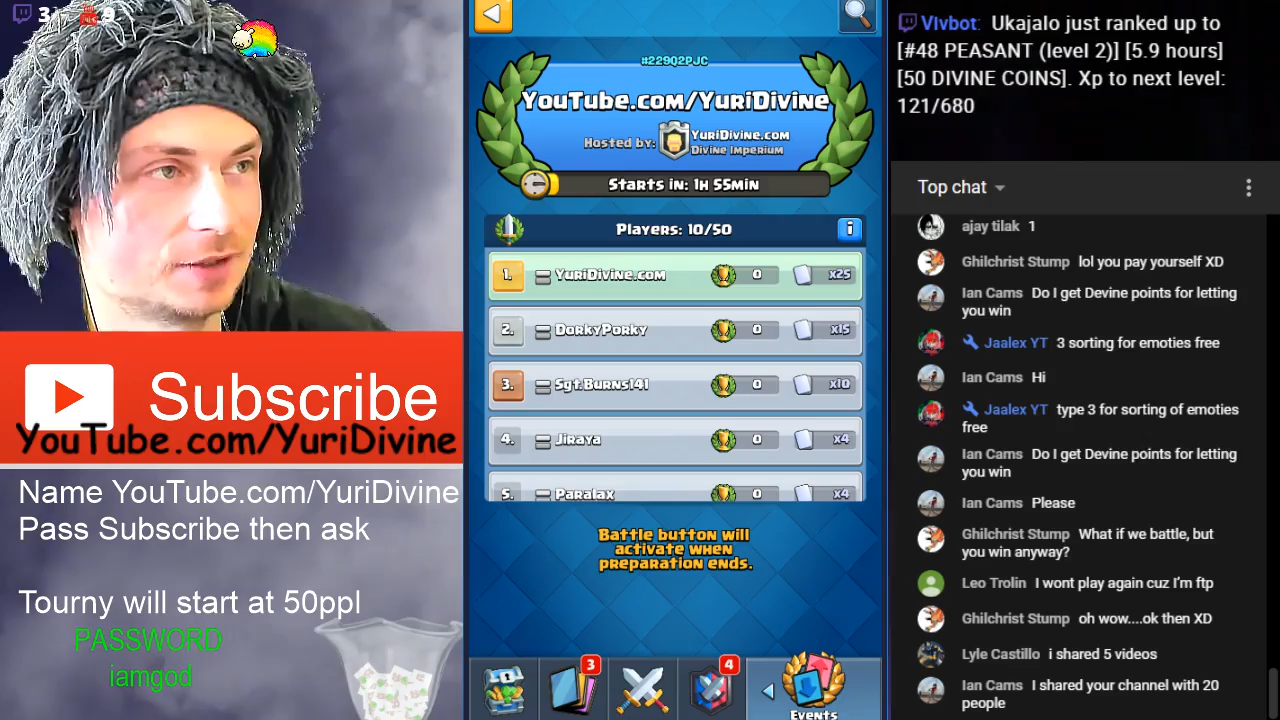 3
9
Subscribe
YouTube.com/YuriDivine
Name YouTube.com/YuriDivine
Pass Subscribe then ask
Tourny will start at 50ppl
PASSWORD
iamgod
#229Q2PJC
YouTube.com/YuriDivine
Hosted by: YuriDivine.com
Divine Imperium
Starts in: 1H 55min
Players: 10/50
i
1. YuriDivine.com 0 x25
2. DorkyPorky 0 x15
3. Sgt.Burns141 0 x10
4. Jiraya 0 x4
5. Paralax 0 x4
Battle button will
activate when
preparation ends.
1
3
4
Events
VIvbot: Ukajalo just ranked up to
[#48 PEASANT (level 2)] [5.9 hours]
[50 DIVINE COINS]. Xp to next level:
121/680
Top chat
ajay tilak 1
Ghilchrist Stump lol you pay yourself XD
Ian Cams Do I get Devine points for letting
you win
Jaalex YT 3 sorting for emoties free
Ian Cams Hi
Jaalex YT type 3 for sorting of emoties
free
Ian Cams Do I get Devine points for letting
you win
Ian Cams Please
Ghilchrist Stump What if we battle, but
you win anyway?
Leo Trolin I wont play again cuz I'm ftp
Ghilchrist Stump oh wow....ok then XD
Lyle Castillo i shared 5 videos
Ian Cams I shared your channel with 20
people